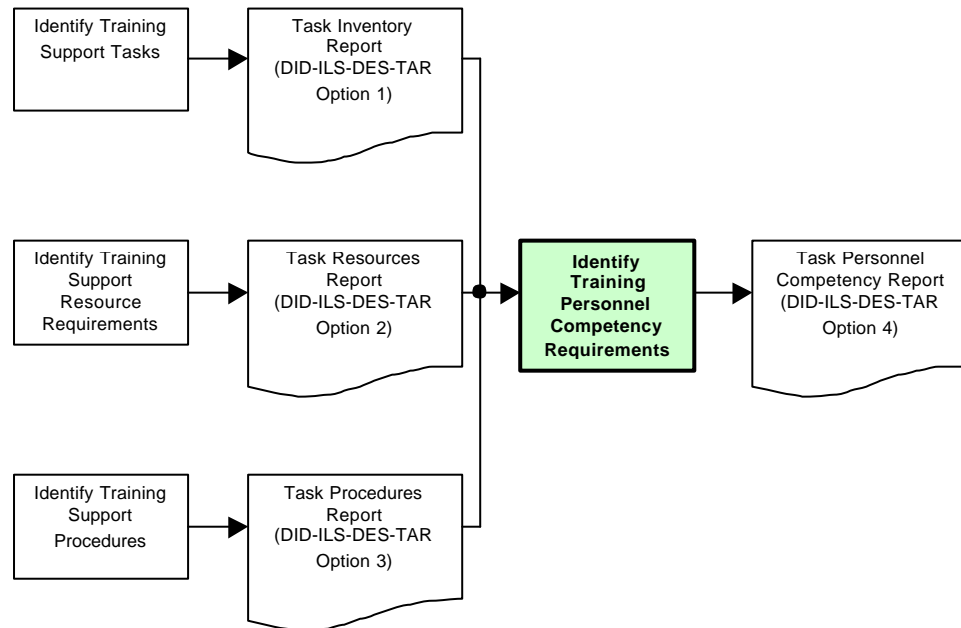 Identify Training
Support Tasks
Task Inventory
Report
(DID-ILS-DES-TAR
Option 1)
Identify Training
Support
Resource
Requirements
Task Resources
Report
(DID-ILS-DES-TAR
Option 2)
Identify
Training
Personnel
Competency
Requirements
Task Personnel
Competency Report
(DID-ILS-DES-TAR
Option 4)
Identify Training
Support
Procedures
Task Procedures
Report
(DID-ILS-DES-TAR
Option 3)